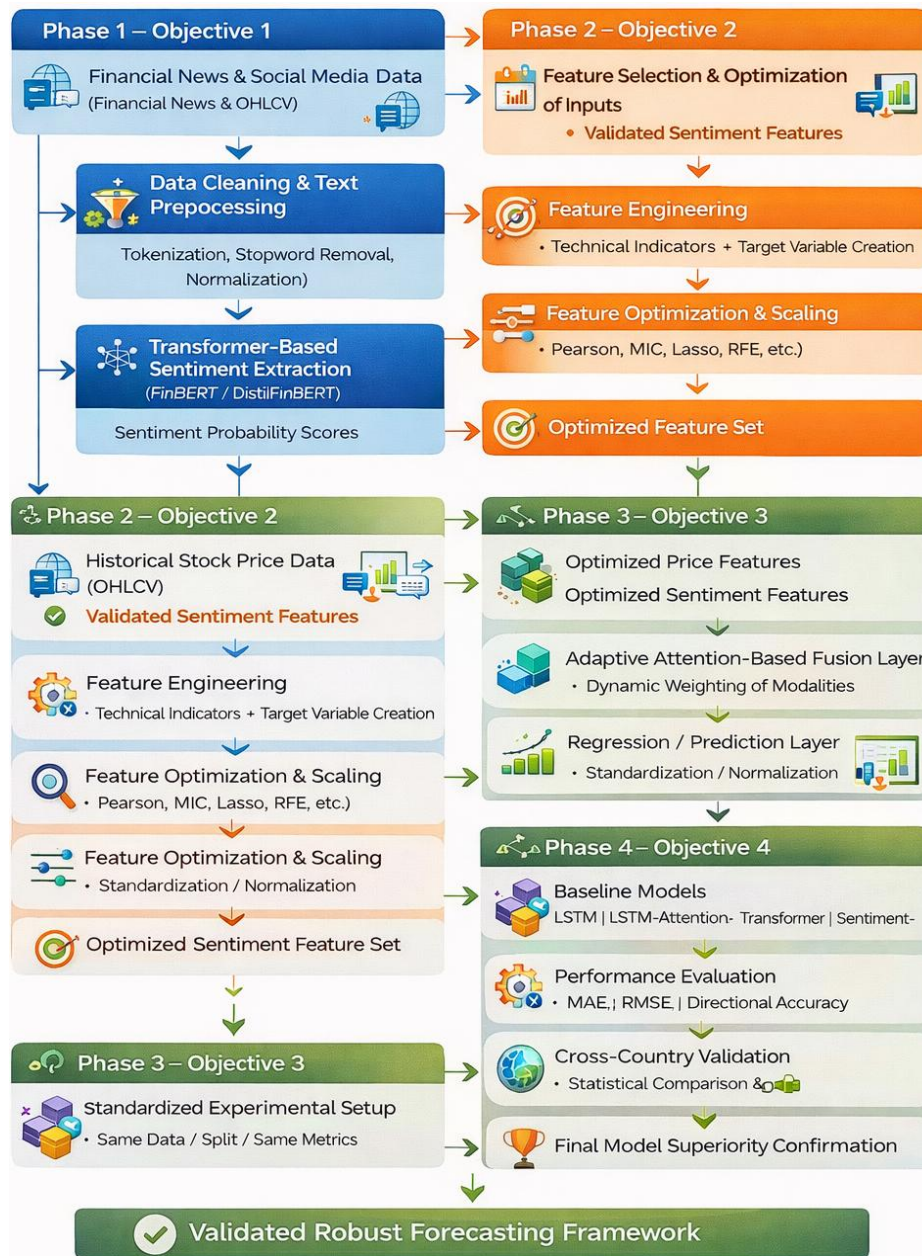 Phase 1 – Objective 1
Financial News & Social Media Data
(Financial News & OHLCV)
Data Cleaning & Text
Prepocessing
Tokenization, Stopword Removal,
Normalization)
Transformer-Based
Sentiment Extraction
(FinBERT / DistilFinBERT)
Sentiment Probability Scores
Phase 2 – Objective 2
Feature Selection & Optimization
of Inputs
• Validated Sentiment Features
Feature Engineering
• Technical Indicators + Target Variable Creation
Feature Optimization & Scaling
• Pearson, MIC, Lasso, RFE, etc.)
Optimized Feature Set
Phase 2 – Objective 2
Historical Stock Price Data
(OHLCV)
Validated Sentiment Features
Feature Engineering
• Technical Indicators + Target Variable Creation
Feature Optimization & Scaling
• Pearson, MIC, Lasso, RFE, etc.)
Feature Optimization & Scaling
• Standardization / Normalization
Optimized Sentiment Feature Set
Phase 3 – Objective 3
Standardized Experimental Setup
• Same Data / Split / Same Metrics
Phase 3 – Objective 3
Optimized Price Features
Optimized Sentiment Features
Adaptive Attention-Based Fusion Layer
• Dynamic Weighting of Modalities
Regression / Prediction Layer
• Standardization / Normalization
Phase 4 – Objective 4
Baseline Models
LSTM | LSTM-Attention- Transformer | Sentiment-
Performance Evaluation
• MAE, | RMSE, | Directional Accuracy
Cross-Country Validation
• Statistical Comparison &
Final Model Superiority Confirmation
Validated Robust Forecasting Framework